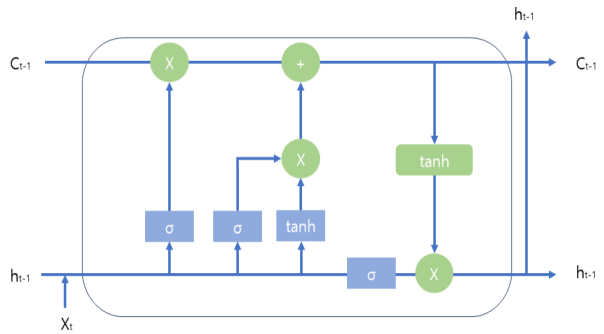 hₜ₋₁
Cₜ₋₁
X
+
Cₜ₋₁
X
tanh
σ
σ
tanh
hₜ₋₁
σ
X
hₜ₋₁
Xₜ